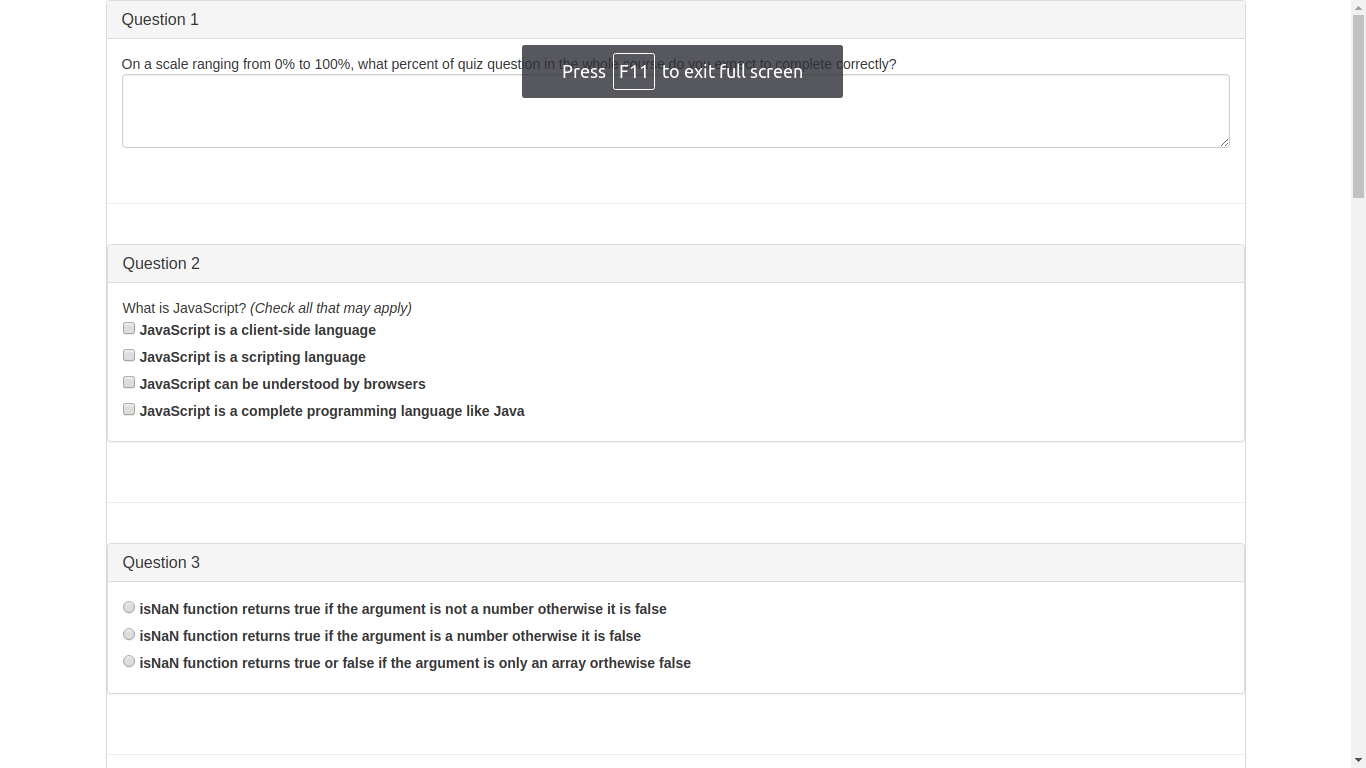 Question 1
On a scale ranging from 0% to 100%, what percent of quiz question in the whole course do you expect to complete correctly?
Press F11 to exit full screen
Question 2
What is JavaScript? (Check all that may apply)
JavaScript is a client-side language
JavaScript is a scripting language
JavaScript can be understood by browsers
JavaScript is a complete programming language like Java
Question 3
isNaN function returns true if the argument is not a number otherwise it is false
isNaN function returns true if the argument is a number otherwise it is false
isNaN function returns true or false if the argument is only an array orthewise false